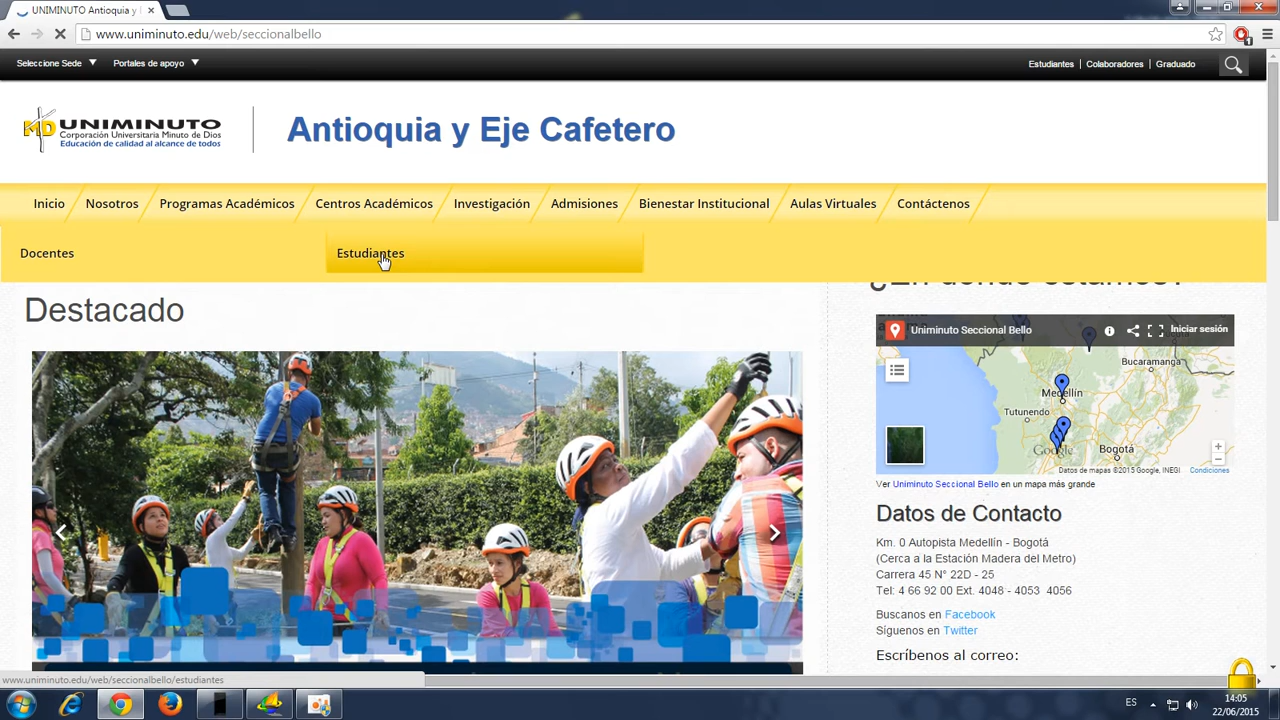 UNIMINUTO Antioquia y
www.uniminuto.edu/web/seccionalbello
1
Seleccione Sede
Portales de apoyo
Estudiantes | Colaboradores | Graduado
UNIMINUTO
Corporación Universitaria Minuto de Dios
Educación de calidad al alcance de todos
Antioquia y Eje Cafetero
Inicio
Nosotros
Programas Académicos
Centros Académicos
Investigación
Admisiones
Bienestar Institucional
Aulas Virtuales
Contáctenos
Docentes
Estudiantes
¿En dónde estamos?
Destacado
Uniminuto Seccional Bello
Iniciar sesión
Bucaramanga
Medellín
Tutunendo
Bogotá
Google
Datos de mapas ©2015 Google, INEGI
Condiciones
Ver Uniminuto Seccional Bello en un mapa más grande
Datos de Contacto
Km. 0 Autopista Medellín - Bogotá
(Cerca a la Estación Madera del Metro)
Carrera 45 N° 22D - 25
Tel: 4 66 92 00 Ext. 4048 - 4053 4056
Buscanos en Facebook
Síguenos en Twitter
Escríbenos al correo:
www.uniminuto.edu/web/seccionalbello/estudiantes
ES
14:05
22/06/2015